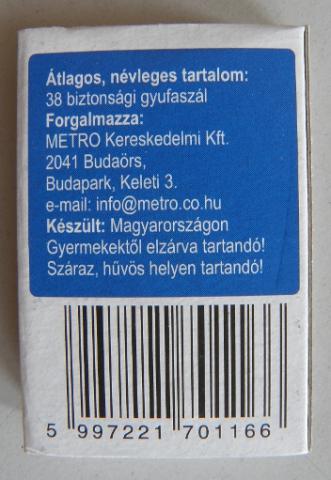 Átlagos, névleges tartalom:
38 biztonsági gyufaszál
Forgalmazza:
METRO Kereskedelmi Kft.
2041 Budaörs,
Budapark, Keleti 3.
e-mail: info@metro.co.hu
Készült: Magyarországon
Gyermekektől elzárva tartandó!
Száraz, hűvös helyen tartandó!
5 997221 701166